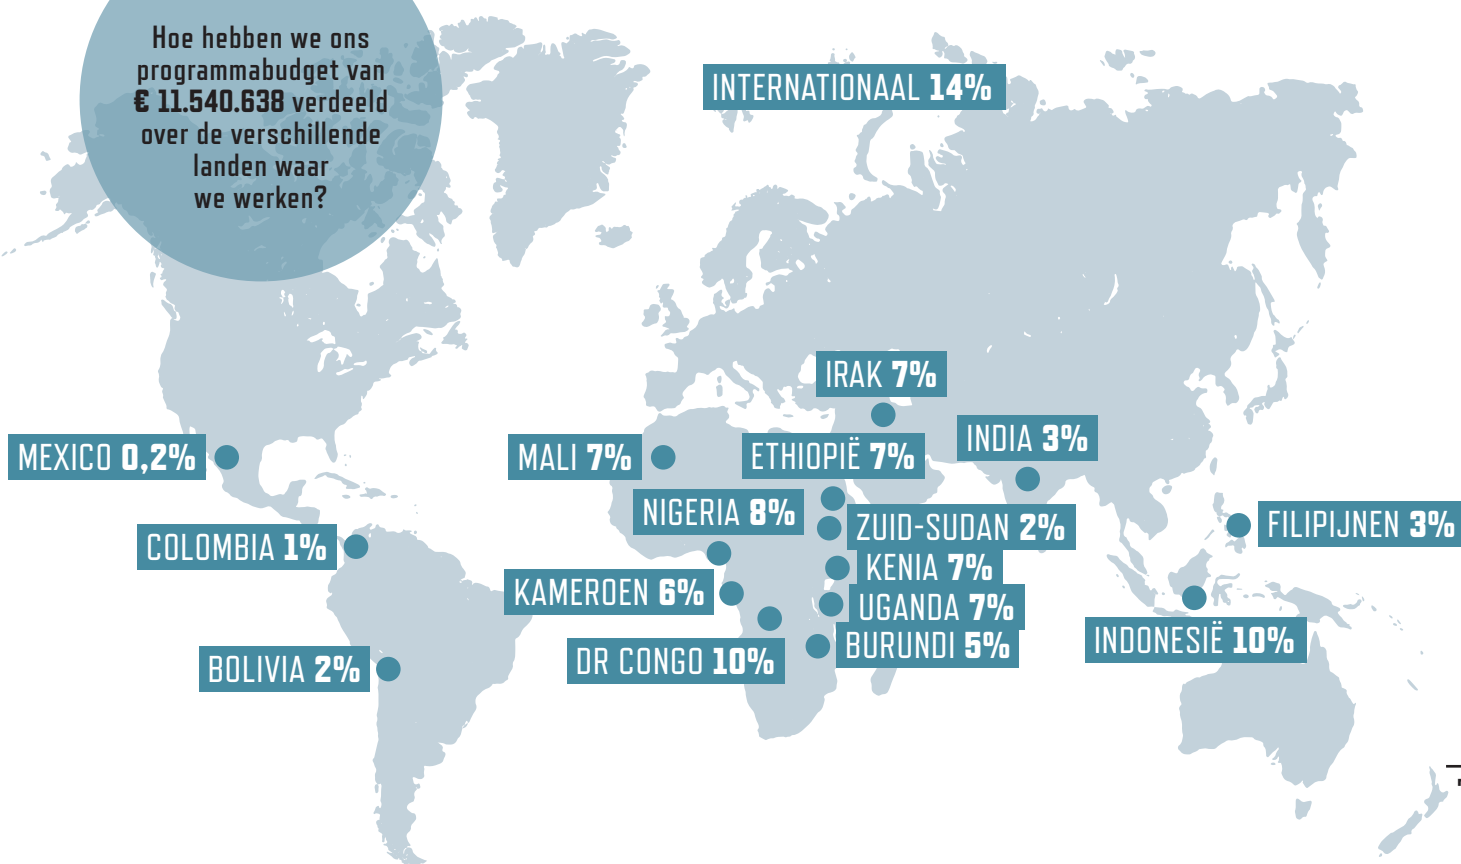 Hoe hebben we ons
programmabudget van
€ 11.540.638 verdeeld
over de verschillende
landen waar
we werken?
INTERNATIONAAL 14%
IRAK 7%
MEXICO 0,2%
MALI 7%
ETHIOPIË 7%
INDIA 3%
NIGERIA 8%
ZUID-SUDAN 2%
FILIPIJNEN 3%
COLOMBIA 1%
KENIA 7%
KAMEROEN 6%
UGANDA 7%
BURUNDI 5%
INDONESIË 10%
DR CONGO 10%
BOLIVIA 2%